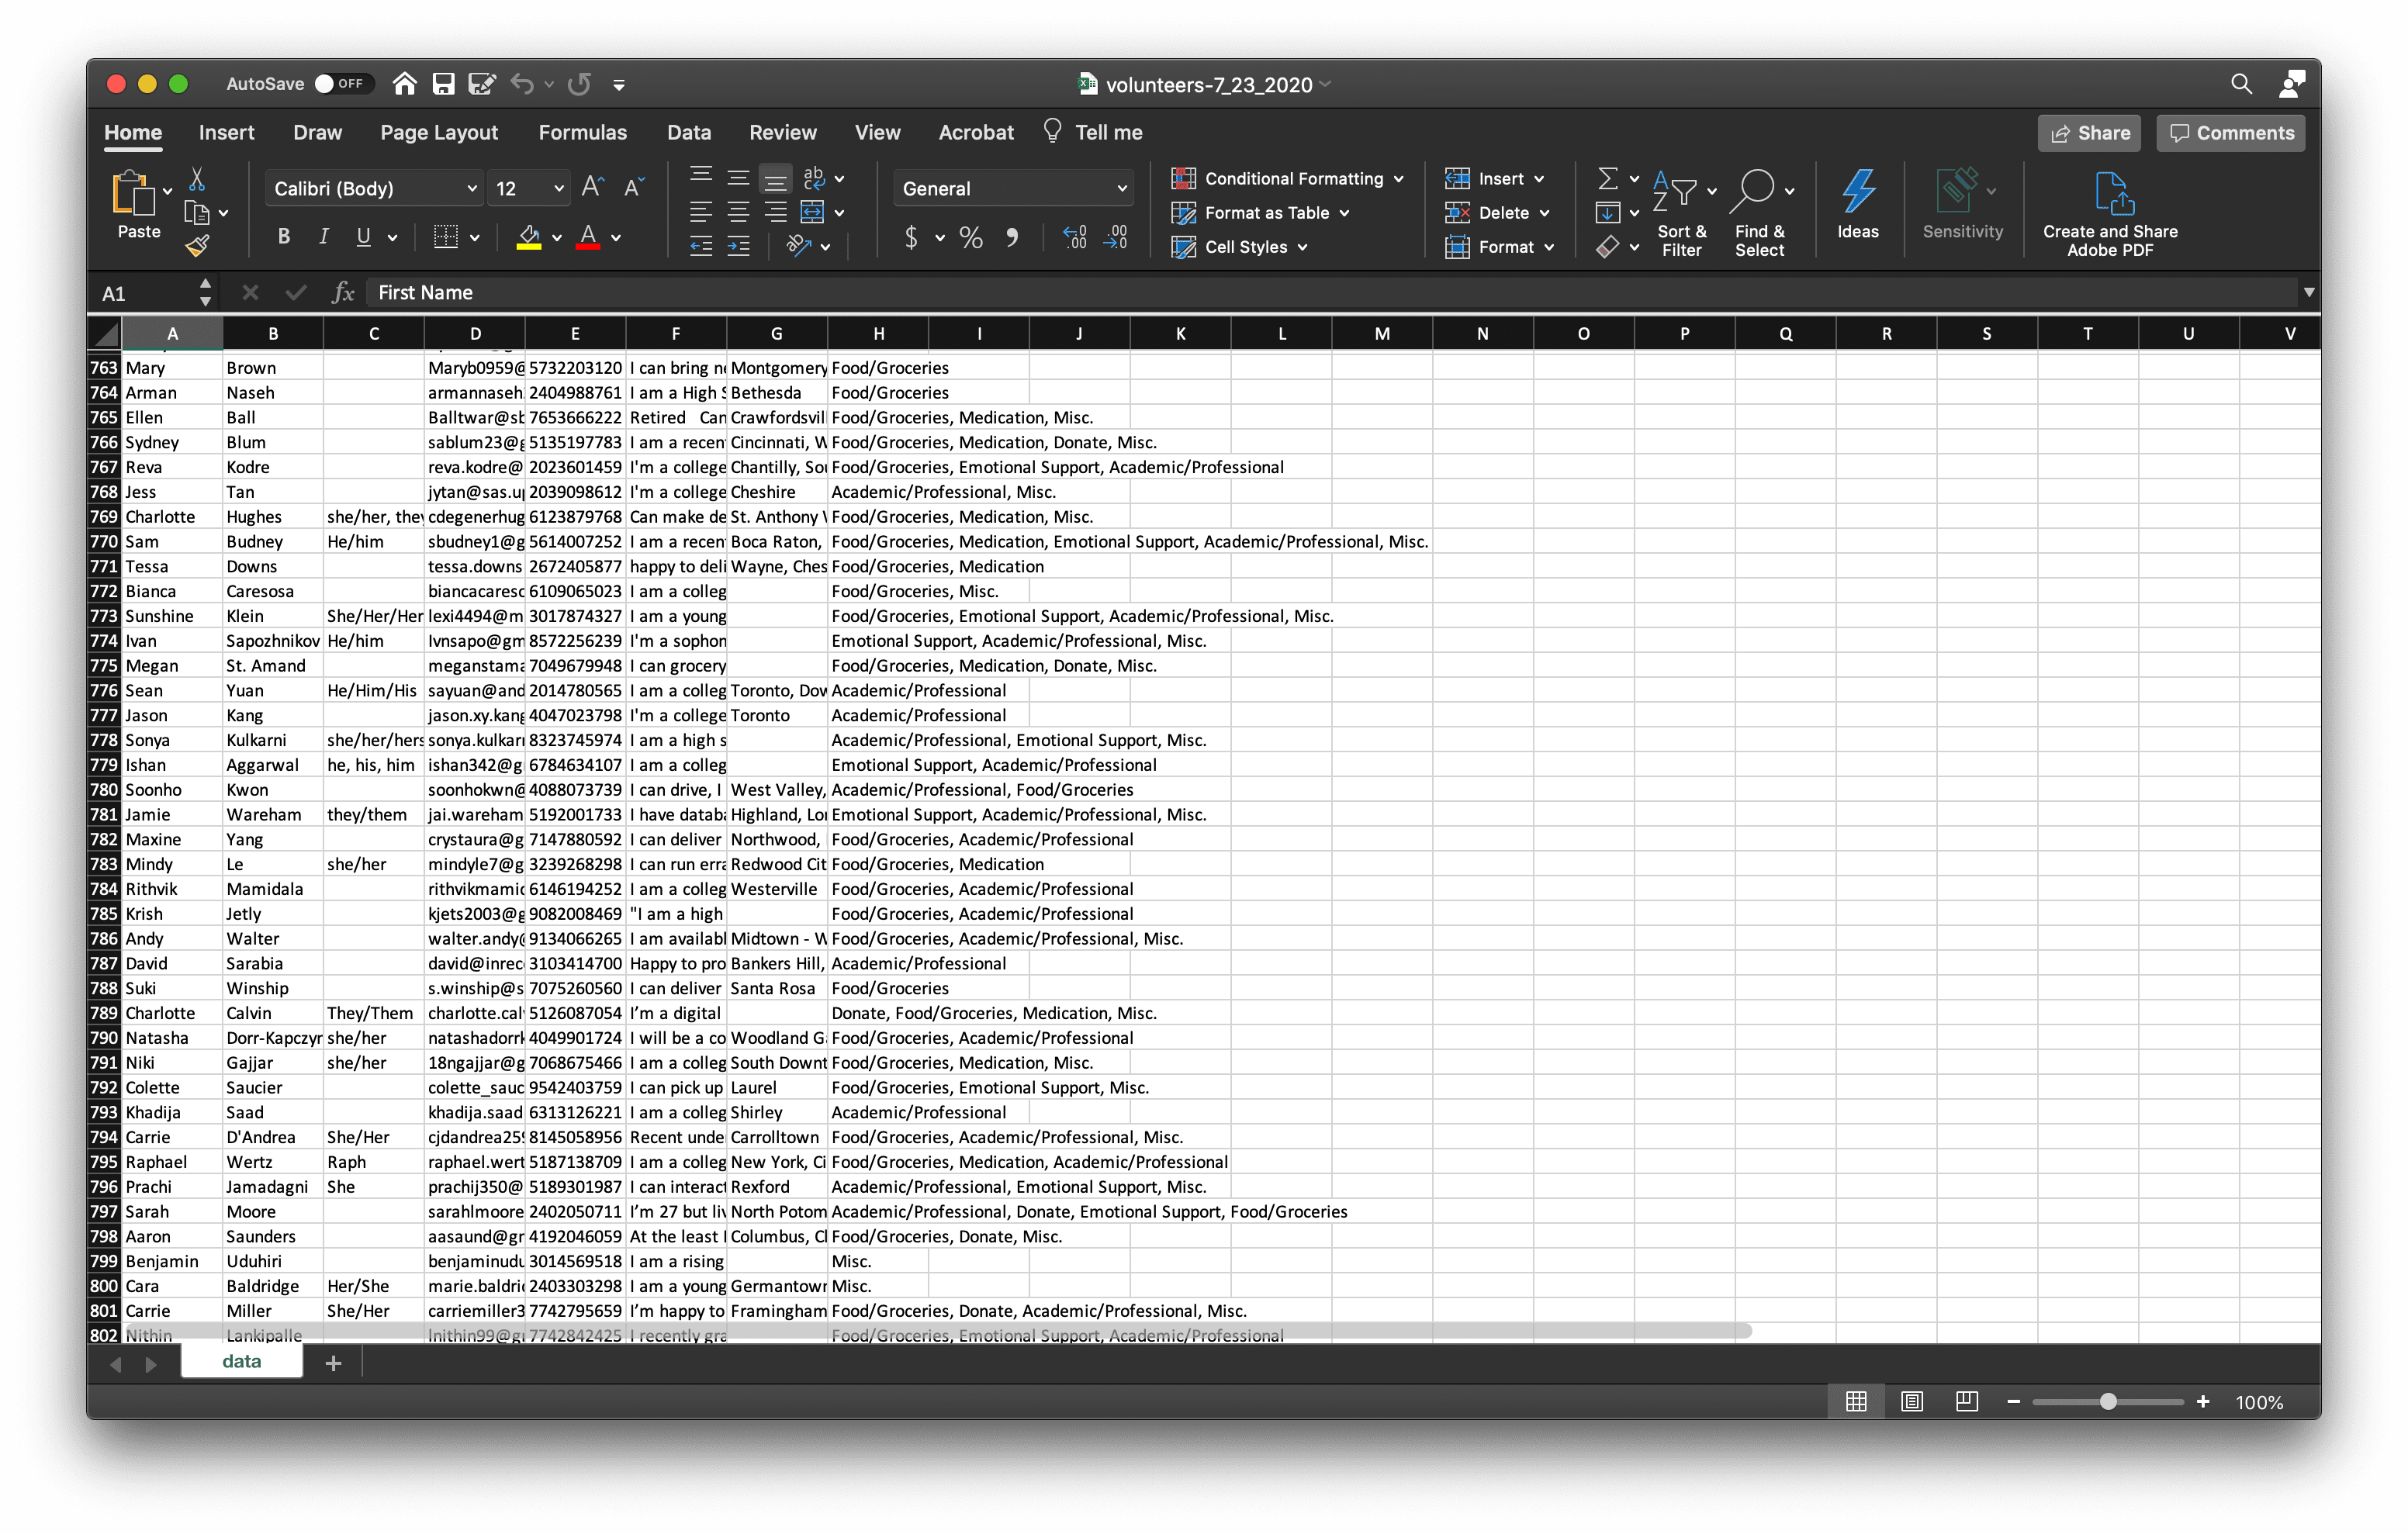 AutoSave OFF volunteers-7_23_2020
Home Insert Draw Page Layout Formulas Data Review View Acrobat Tell me Share Comments
Paste Calibri (Body) 12 General Conditional Formatting Format as Table Cell Styles Insert Delete Format Sort & Filter Find & Select Ideas Sensitivity Create and Share Adobe PDF
A1 fx First Name
A B C D E F G H I J K L M N O P Q R S T U V
763 Mary Brown Maryb0959@ 5732203120 I can bring ne Montgomery Food/Groceries
764 Arman Naseh armannaseh 2404988761 I am a High S Bethesda Food/Groceries
765 Ellen Ball Balltwar@sb 7653666222 Retired Can Crawfordsvil Food/Groceries, Medication, Misc.
766 Sydney Blum sablum23@g 5135197783 I am a recen Cincinnati, W Food/Groceries, Medication, Donate, Misc.
767 Reva Kodre reva.kodre@ 2023601459 I'm a college Chantilly, Sou Food/Groceries, Emotional Support, Academic/Professional
768 Jess Tan jytan@sas.u 2039098612 I'm a college Cheshire Academic/Professional, Misc.
769 Charlotte Hughes she/her, they cdegenerhug 6123879768 Can make de St. Anthony Food/Groceries, Medication, Misc.
770 Sam Budney He/him sbudney1@g 5614007252 I am a recen Boca Raton, Food/Groceries, Medication, Emotional Support, Academic/Professional, Misc.
771 Tessa Downs tessa.downs 2672405877 happy to deli Wayne, Ches Food/Groceries, Medication
772 Bianca Caresosa biancacaresc 6109065023 I am a colleg Food/Groceries, Misc.
773 Sunshine Klein She/Her/Her lexi4494@m 3017874327 I am a young Food/Groceries, Emotional Support, Academic/Professional, Misc.
774 Ivan Sapozhnikov He/him Ivnsapo@gm 8572256239 I'm a sophon Emotional Support, Academic/Professional, Misc.
775 Megan St. Amand meganstama 7049679948 I can grocery Food/Groceries, Medication, Donate, Misc.
776 Sean Yuan He/Him/His sayuan@and 2014780565 I am a colleg Toronto, Dow Academic/Professional
777 Jason Kang jason.xy.kang 4047023798 I'm a college Toronto Academic/Professional
778 Sonya Kulkarni she/her/hers sonya.kulkar 8323745974 I am a high s Academic/Professional, Emotional Support, Misc.
779 Ishan Aggarwal he, his, him ishan342@g 6784634107 I am a colleg Emotional Support, Academic/Professional
780 Soonho Kwon soonhokwn@ 4088073739 I can drive, I West Valley, Academic/Professional, Food/Groceries
781 Jamie Wareham they/them jai.wareham 5192001733 I have databa Highland, Lo Emotional Support, Academic/Professional, Misc.
782 Maxine Yang crystaura@g 7147880592 I can deliver Northwood, Food/Groceries, Academic/Professional
783 Mindy Le she/her mindyle7@g 3239268298 I can run erra Redwood Cit Food/Groceries, Medication
784 Rithvik Mamidala rithvikmamic 6146194252 I am a colleg Westerville Food/Groceries, Academic/Professional
785 Krish Jetly kjets2003@g 9082008469 "I am a high Food/Groceries, Academic/Professional
786 Andy Walter walter.andy@ 9134066265 I am availabl Midtown - W Food/Groceries, Academic/Professional, Misc.
787 David Sarabia david@inrec 3103414700 Happy to pro Bankers Hill, Academic/Professional
788 Suki Winship s.winship@s 7075260560 I can deliver Santa Rosa Food/Groceries
789 Charlotte Calvin They/Them charlotte.cal 5126087054 I’m a digital Donate, Food/Groceries, Medication, Misc.
790 Natasha Dorr-Kapczyr she/her natashadorrk 4049901724 I will be a co Woodland G Food/Groceries, Academic/Professional
791 Niki Gajjar she/her 18ngajjar@g 7068675466 I am a colleg South Downt Food/Groceries, Medication, Misc.
792 Colette Saucier colette_sauc 9542403759 I can pick up Laurel Food/Groceries, Emotional Support, Misc.
793 Khadija Saad khadija.saad 6313126221 I am a colleg Shirley Academic/Professional
794 Carrie D'Andrea She/Her cjdandrea259 8145058956 Recent unde Carrolltown Food/Groceries, Academic/Professional, Misc.
795 Raphael Wertz Raph raphael.wert 5187138709 I am a colleg New York, Ci Food/Groceries, Medication, Academic/Professional
796 Prachi Jamadagni She prachij350@ 5189301987 I can interact Rexford Academic/Professional, Emotional Support, Misc.
797 Sarah Moore sarahlmoore 2402050711 I’m 27 but liv North Potom Academic/Professional, Donate, Emotional Support, Food/Groceries
798 Aaron Saunders aasaund@gr 4192046059 At the least I Columbus, Cl Food/Groceries, Donate, Misc.
799 Benjamin Uduhiri benjaminudu 3014569518 I am a rising Misc.
800 Cara Baldridge Her/She marie.baldri 2403303298 I am a young Germantown Misc.
801 Carrie Miller She/Her carriemiller3 7742795659 I’m happy to Framingham Food/Groceries, Donate, Academic/Professional, Misc.
802 Nithin Lankipalle lnithin99@g 7742842425 I recently gra Food/Groceries, Emotional Support, Academic/Professional
data
100%